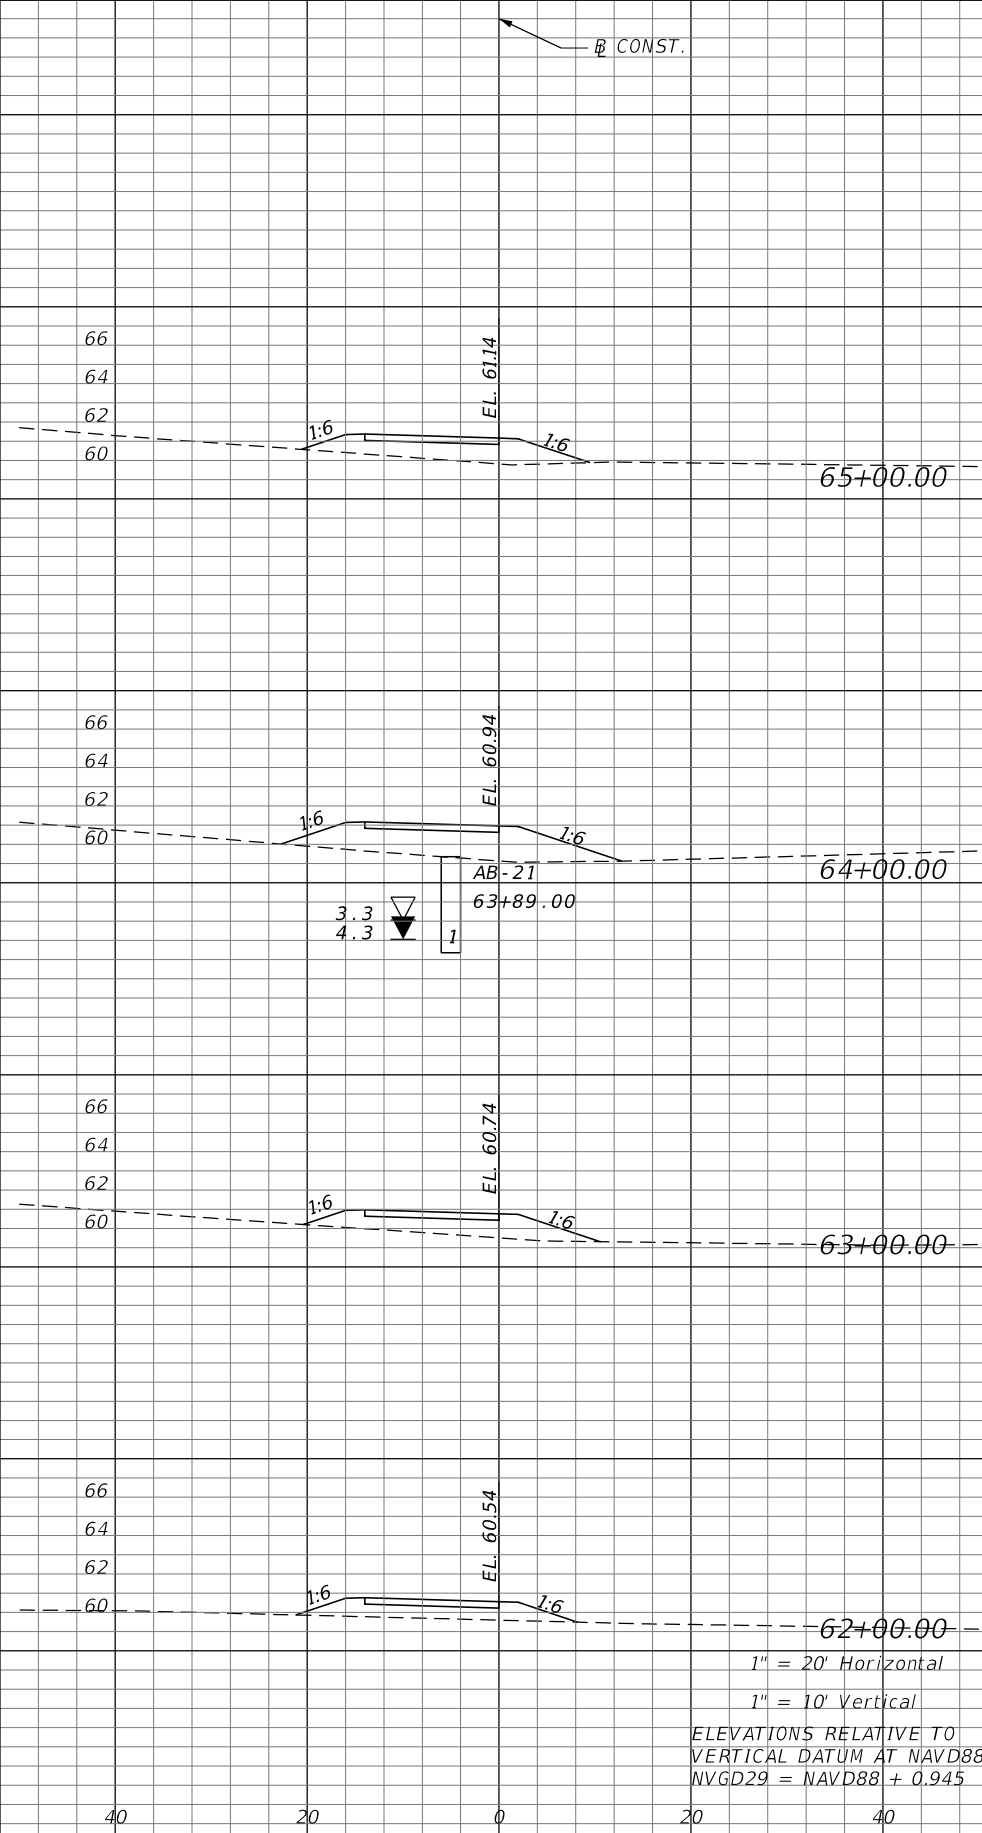 BL CONST.
66
64
62
60
EL. 61.14
1:6
1:6
65+00.00
66
64
62
60
EL. 60.94
1:6
1:6
64+00.00
AB-21
63+89.00
3.3
4.3
1
66
64
62
60
EL. 60.74
1:6
1:6
63+00.00
66
64
62
60
EL. 60.54
1:6
1:6
62+00.00
1" = 20' Horizontal
1" = 10' Vertical
ELEVATIONS RELATIVE TO
VERTICAL DATUM AT NAVD88
NVGD29 = NAVD88 + 0.945
40 20 0 20 40